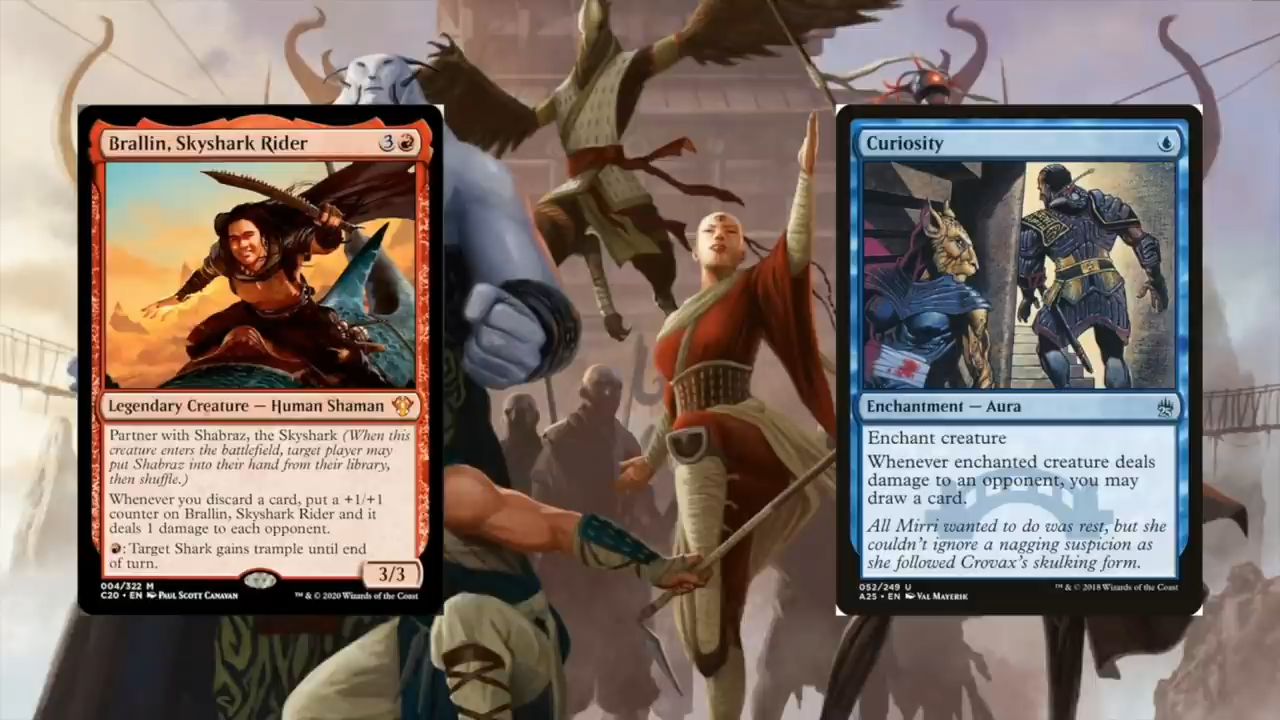 Brallin, Skyshark Rider 3
Legendary Creature — Human Shaman
Partner with Shabraz, the Skyshark (When this
creature enters the battlefield, target player may
put Shabraz into their hand from their library,
then shuffle.)
Whenever you discard a card, put a +1/+1
counter on Brallin, Skyshark Rider and it
deals 1 damage to each opponent.
: Target Shark gains trample until end
of turn.
3/3
004/322 M
C20 • EN Paul Scott Canavan ™ & © 2020 Wizards of the Coast
Curiosity
Enchantment — Aura
Enchant creature
Whenever enchanted creature deals
damage to an opponent, you may
draw a card.
All Mirri wanted to do was rest, but she
couldn't ignore a nagging suspicion as
she followed Crovax's skulking form.
052/249 U
A25 • EN Val Mayerik ™ & © 2018 Wizards of the Coast